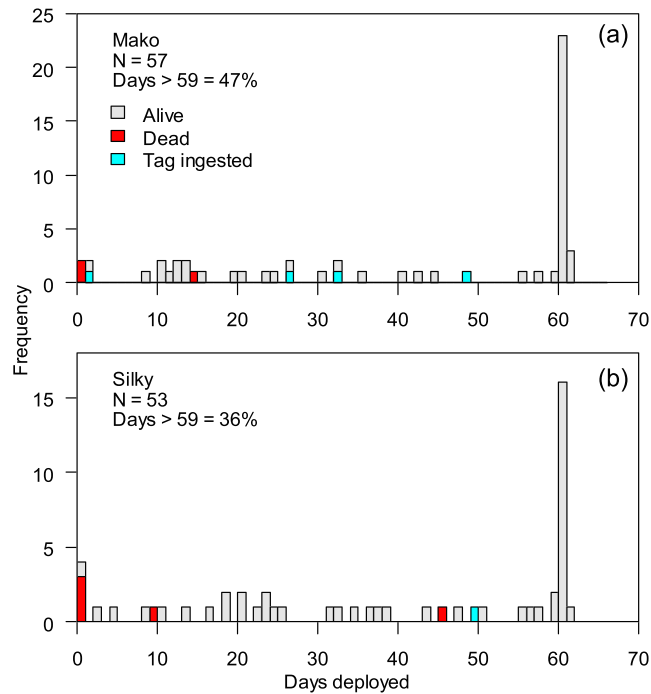 25
20
15
10
5
0
Mako
N = 57
Days > 59 = 47%
Alive
Dead
Tag ingested
(a)
0 10 20 30 40 50 60 70
Frequency
15
10
5
0
Silky
N = 53
Days > 59 = 36%
(b)
0 10 20 30 40 50 60 70
Days deployed